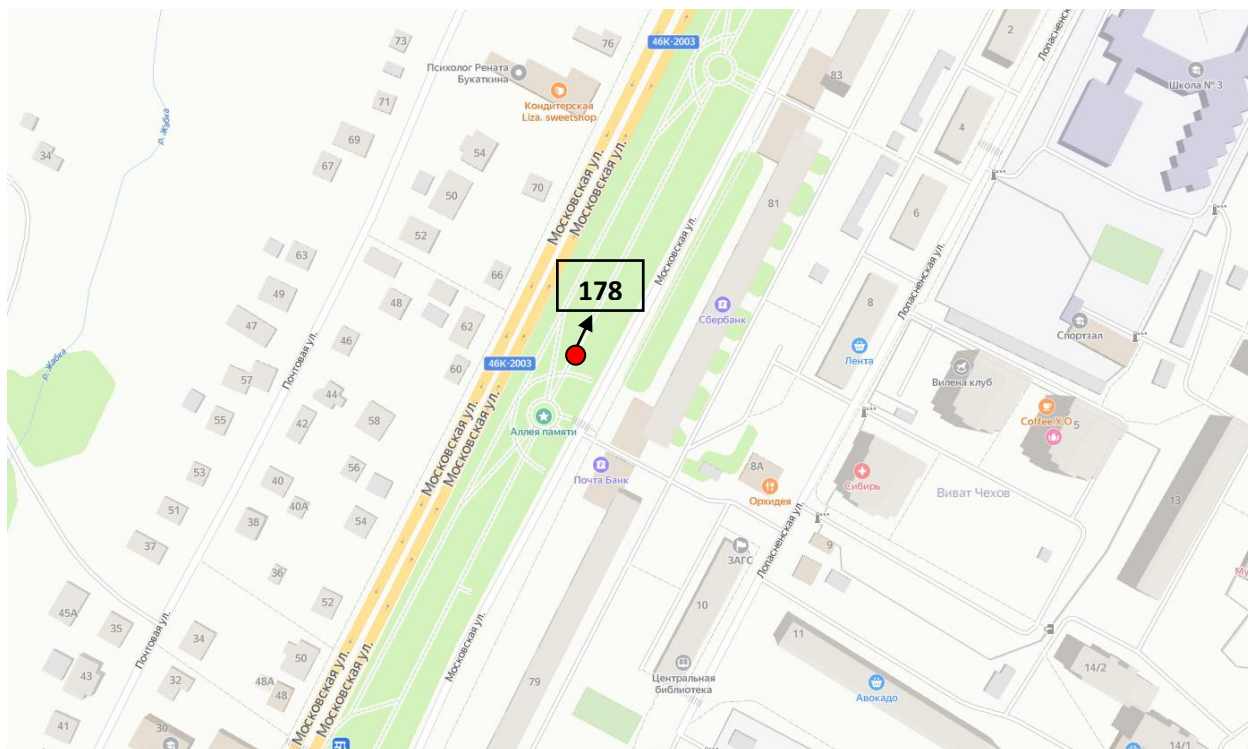 73
76
46К-2003
2
Лопасненск
Психолог Рената
Букаткина
83
Школа № 3
71
Кондитерская
Liza. sweetshop
р. Жабка
4
69
34
67
54
Московская ул.
Московская ул.
50
70
81
6
52
Московская ул.
63
66
Лопасненская ул.
178
49
48
8
Сбербанк
62
47
46
Спортзал
Почтовая ул.
46К-2003
60
Лента
р. Жабка
57
Вилена клуб
44
55
42
58
Coffee X.O
5
Аллея памяти
Московская ул.
Московская ул.
53
56
8А
40
Почта Банк
Сибирь
Орхидея
Виват Чехов
13
51
40А
38
54
37
Лопасненская ул.
9
ЗАГС
36
Му
45А
52
10
35
34
11
Московская ул.
Почтовая ул.
50
Московская ул.
Московская ул.
43
32
48А
48
79
Центральная
библиотека
14/2
Авокадо
41
30
14/1